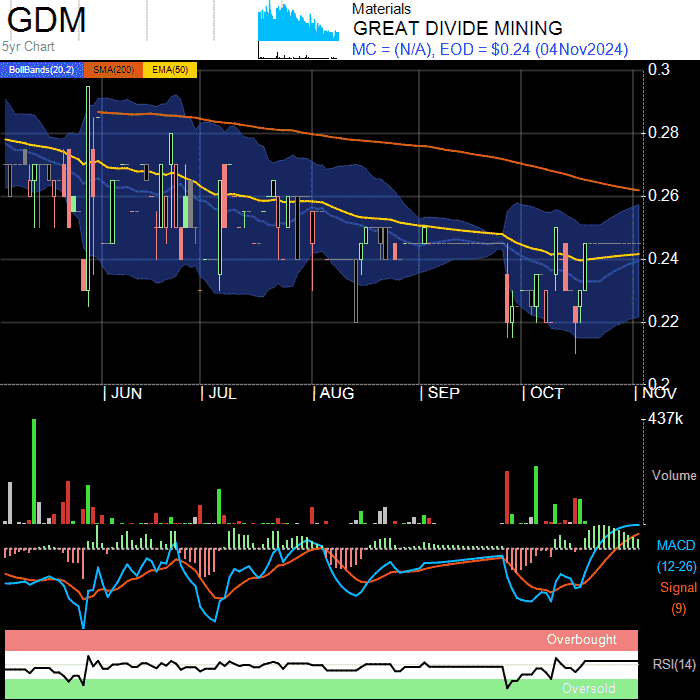 GDM
5yr Chart
Materials
GREAT DIVIDE MINING
MC = (N/A), EOD = $0.24 (04Nov2024)
BollBands(20,2) SMA(200) EMA(50)
0.3
0.28
0.26
0.24
0.22
0.2
JUN JUL AUG SEP OCT NOV
437k
Volume
MACD
(12-26)
Signal
(9)
Overbought
RSI(14)
Oversold